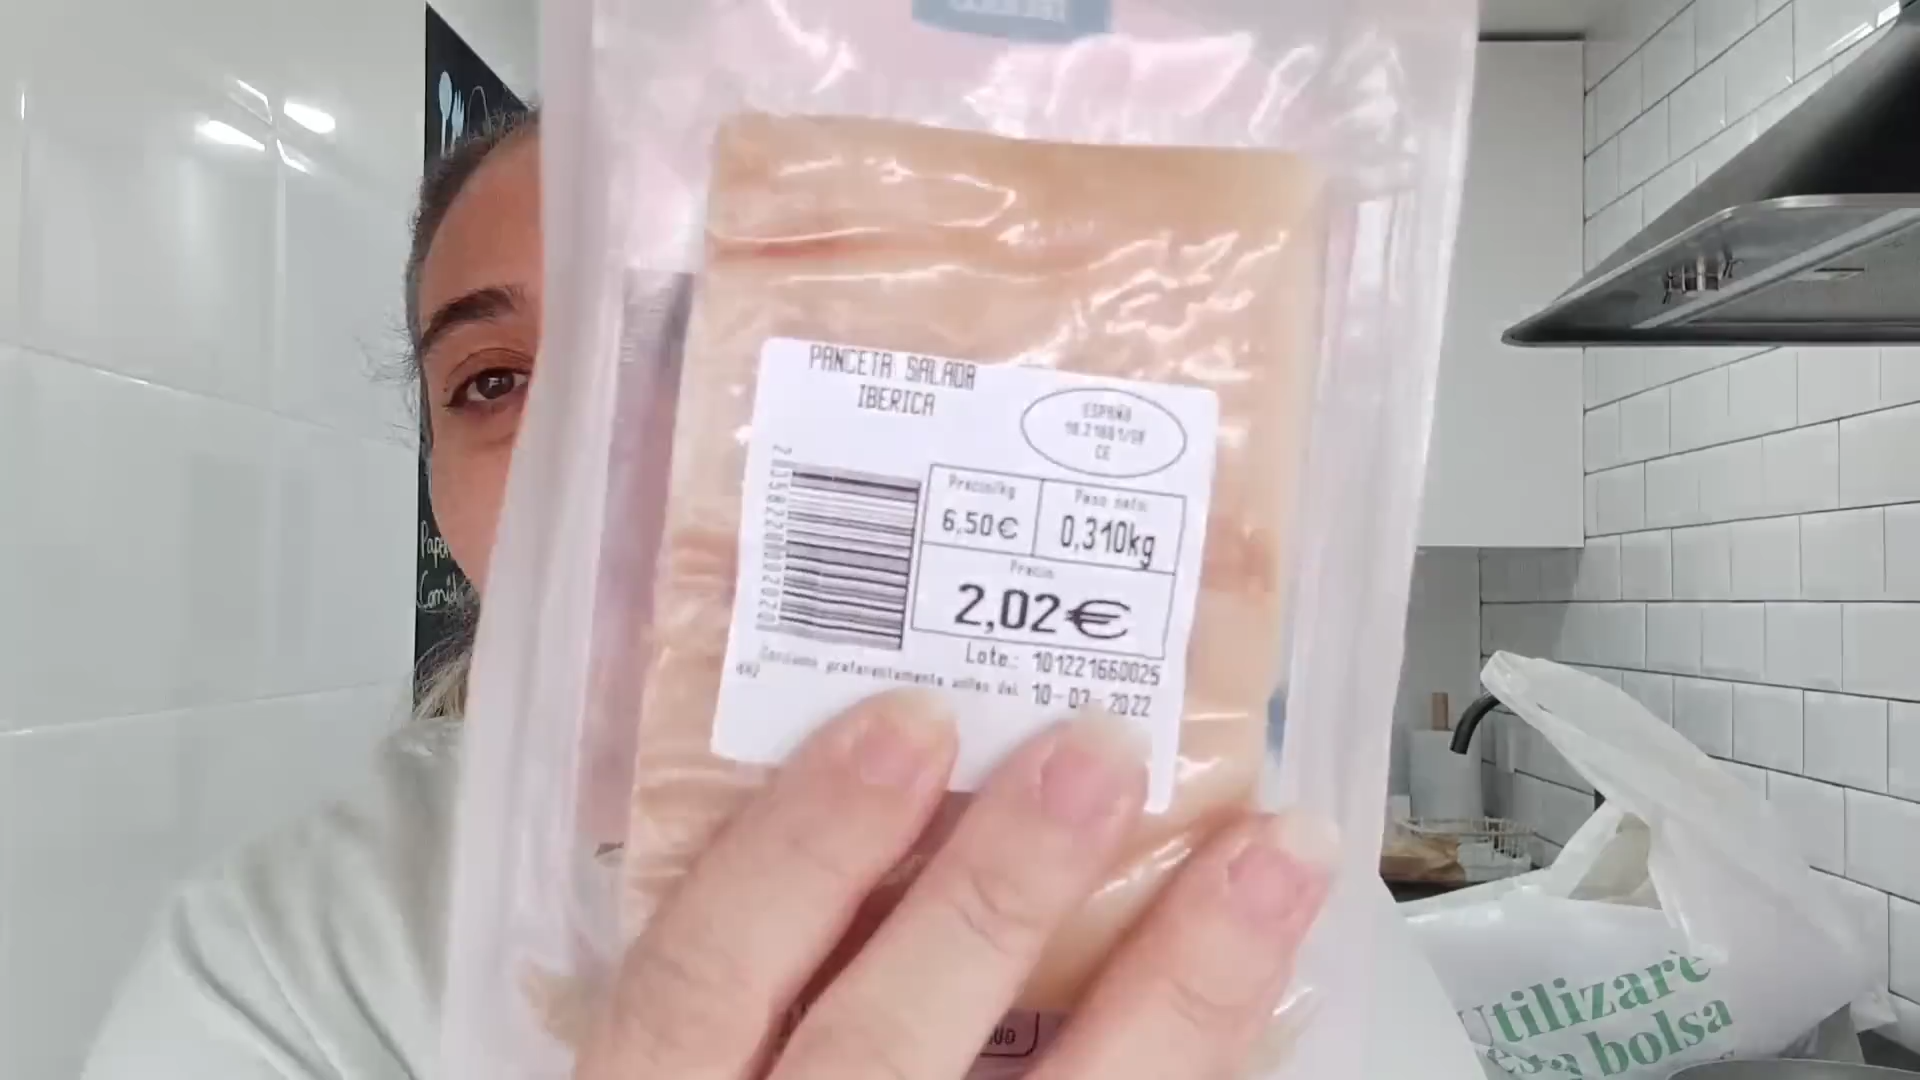 PANCETA SALADA
IBERICA
ESPAÑA
CE
Precio/kg
6,50€
Peso neto:
0,310kg
Precio
2,02€
Lote.: 101221660025
Consumo preferentemente antes del 10-03-2022
Utilizaré
esta bolsa